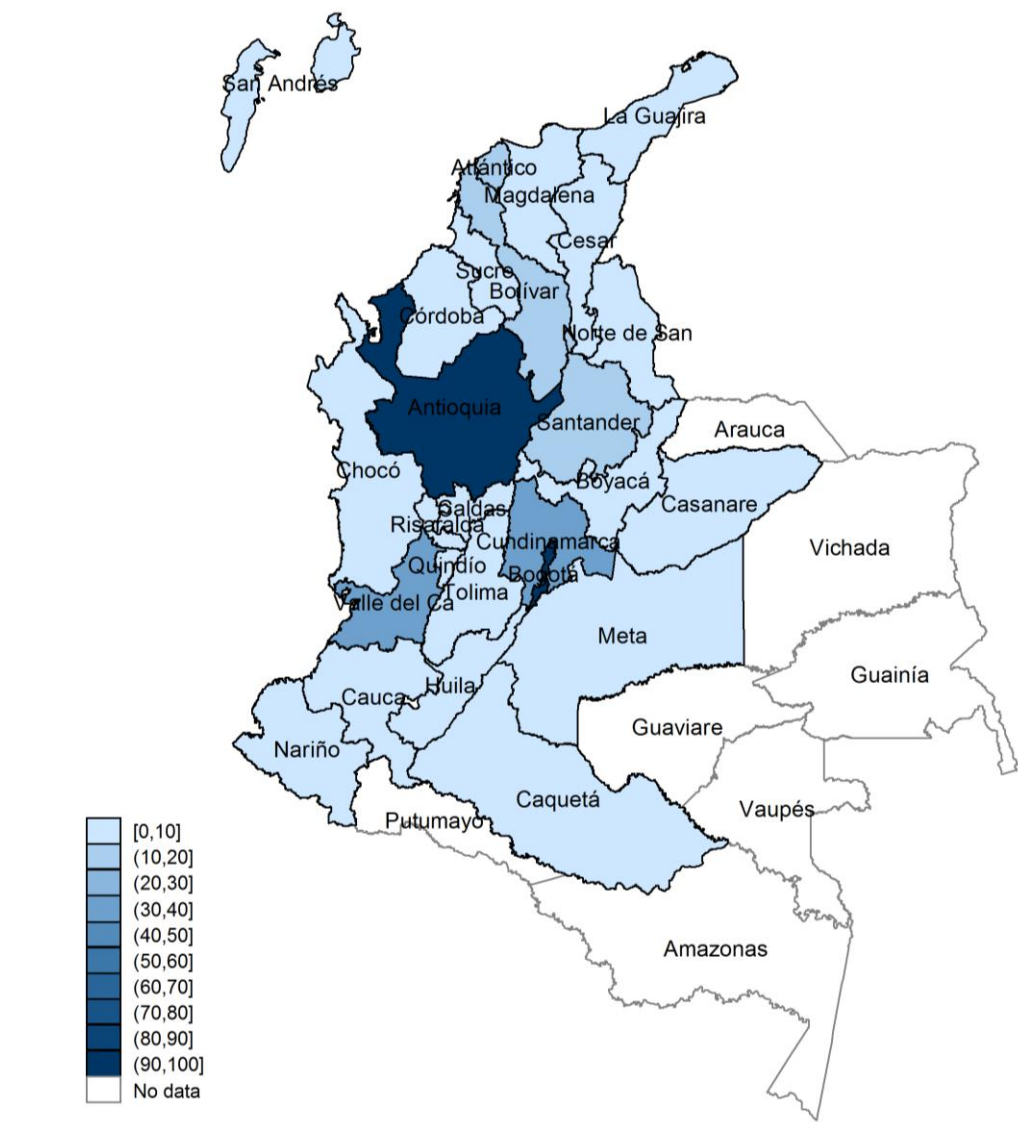 San Andrés
La Guajira
Atlántico
Magdalena
Cesar
Sucre
Bolívar
Córdoba
Norte de San
Antioquia
Santander
Arauca
Chocó
Boyacá
Caldas
Casanare
Risaralda
Cundinamarca
Vichada
Quindío
Bogotá
Tolima
Valle del Ca
Meta
Guainía
Huila
Cauca
Guaviare
Nariño
Caquetá
Vaupés
Putumayo
Amazonas
[0,10]
(10,20]
(20,30]
(30,40]
(40,50]
(50,60]
(60,70]
(70,80]
(80,90]
(90,100]
No data